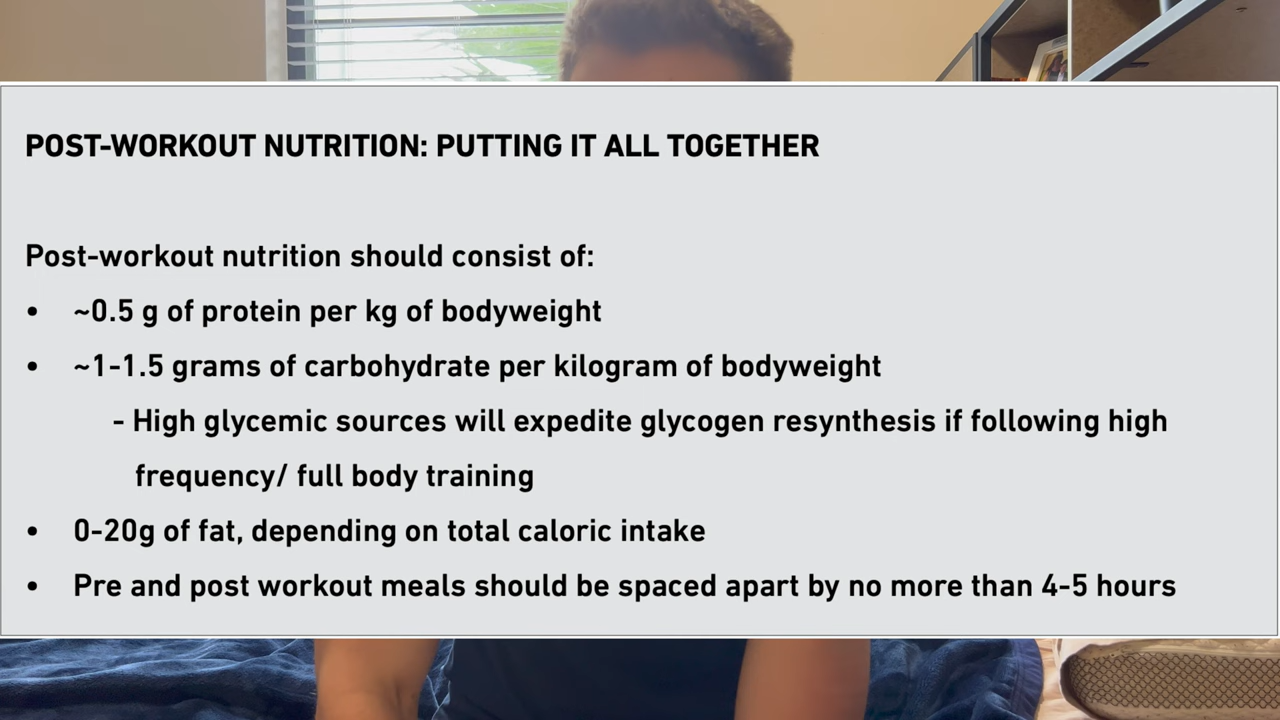 POST-WORKOUT NUTRITION: PUTTING IT ALL TOGETHER
Post-workout nutrition should consist of:
• ~0.5 g of protein per kg of bodyweight
• ~1-1.5 grams of carbohydrate per kilogram of bodyweight
- High glycemic sources will expedite glycogen resynthesis if following high
frequency/ full body training
• 0-20g of fat, depending on total caloric intake
• Pre and post workout meals should be spaced apart by no more than 4-5 hours